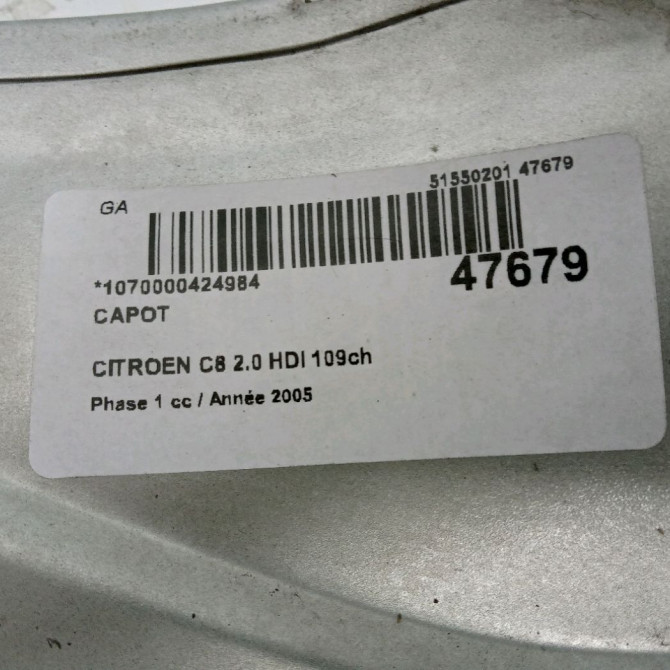 GA
51550201 47679
*1070000424984
47679
CAPOT
CITROEN C8 2.0 HDI 109ch
Phase 1 cc / Année 2005